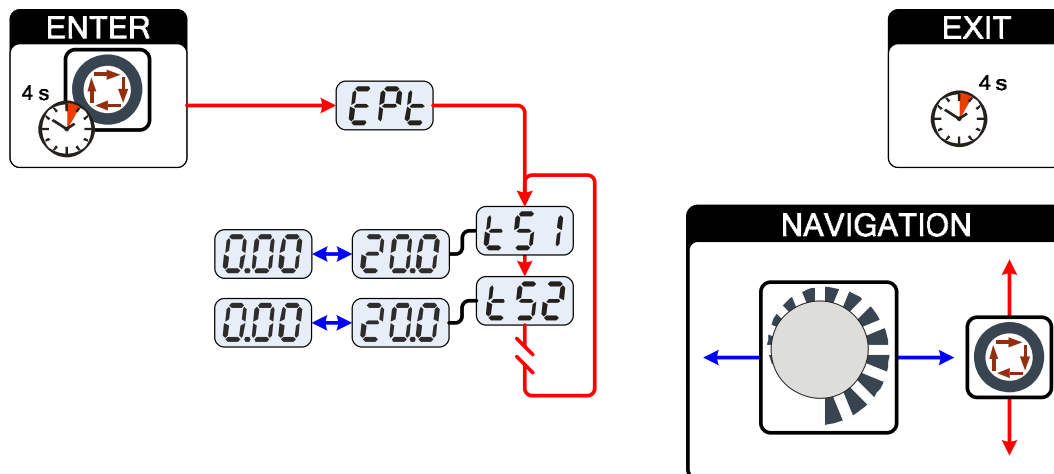 ENTER
EXIT
4 s
4 s
EPt
tS1
0.00
20.0
tS2
0.00
20.0
NAVIGATION